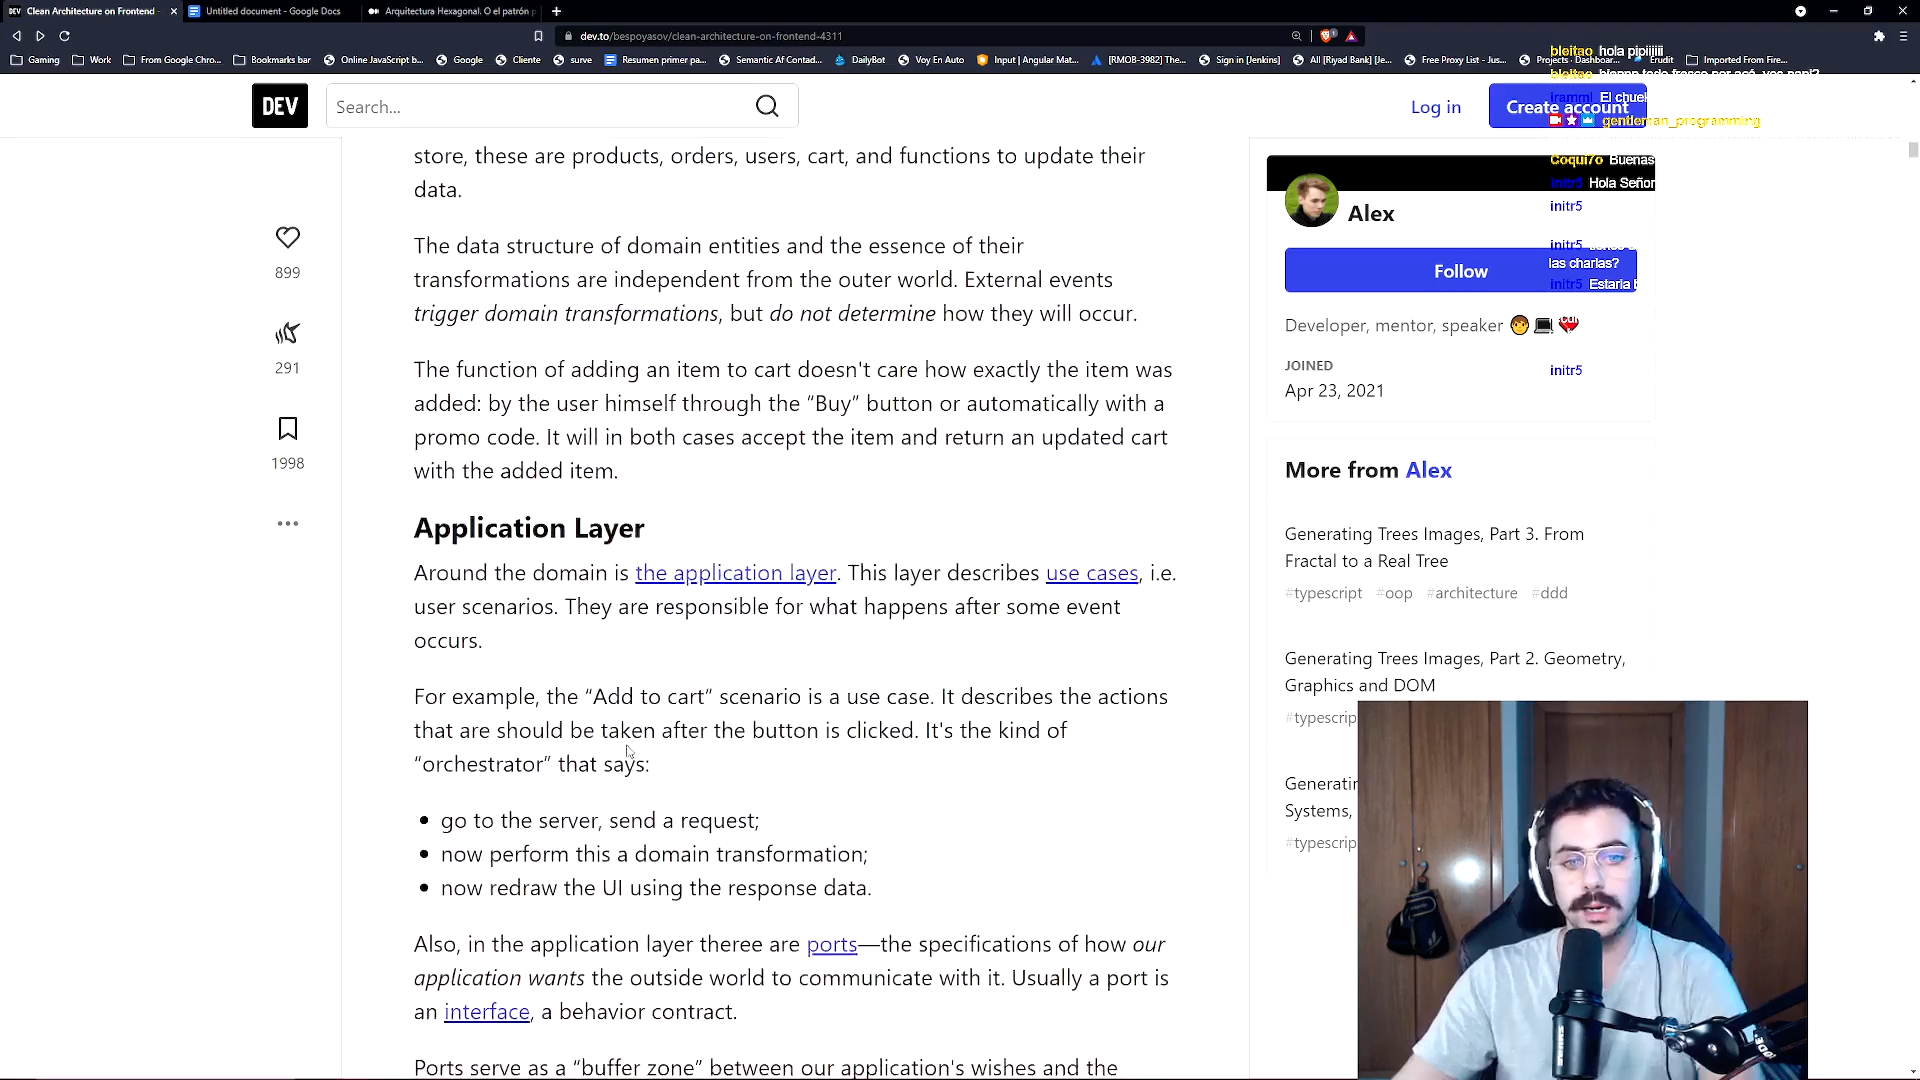 DEV Clean Architecture on Frontend -
Untitled document - Google Docs
Arquitectura Hexagonal. O el patrón p
dev.to/bespoyasov/clean-architecture-on-frontend-4311
Gaming
Work
From Google Chro...
Bookmarks bar
Online JavaScript b...
Google
Cliente
surve
Resumen primer pa...
Semantic Af Contad...
DailyBot
Voy En Auto
Input | Angular Mat...
[RMOB-3982] [The...
Sign in [Jenkins]
All [Riyad Bank] [Je...
Free Proxy List - Jus...
Projects - Dashboar...
Erudit
Imported From Fire...
DEV
Search...
Log in
Create account
bleitao hola pipiiiiii
iramml El chuek
gentleman_programming
Coqui7o Buenas
initr5 Hola Señor
initr5
initr5
las charlas?
initr5 Estaria
initr5
899
291
1998
store, these are products, orders, users, cart, and functions to update their
data.
The data structure of domain entities and the essence of their
transformations are independent from the outer world. External events
trigger domain transformations, but do not determine how they will occur.
The function of adding an item to cart doesn't care how exactly the item was
added: by the user himself through the “Buy” button or automatically with a
promo code. It will in both cases accept the item and return an updated cart
with the added item.
Application Layer
Around the domain is the application layer. This layer describes use cases, i.e.
user scenarios. They are responsible for what happens after some event
occurs.
For example, the “Add to cart” scenario is a use case. It describes the actions
that are should be taken after the button is clicked. It's the kind of
“orchestrator” that says:
• go to the server, send a request;
• now perform this a domain transformation;
• now redraw the UI using the response data.
Also, in the application layer theree are ports—the specifications of how our
application wants the outside world to communicate with it. Usually a port is
an interface, a behavior contract.
Ports serve as a “buffer zone” between our application's wishes and the
Alex
Follow
Developer, mentor, speaker
JOINED
Apr 23, 2021
More from Alex
Generating Trees Images, Part 3. From
Fractal to a Real Tree
#typescript #oop #architecture #ddd
Generating Trees Images, Part 2. Geometry,
Graphics and DOM
#typescrip
Generatin
Systems,
#typescrip